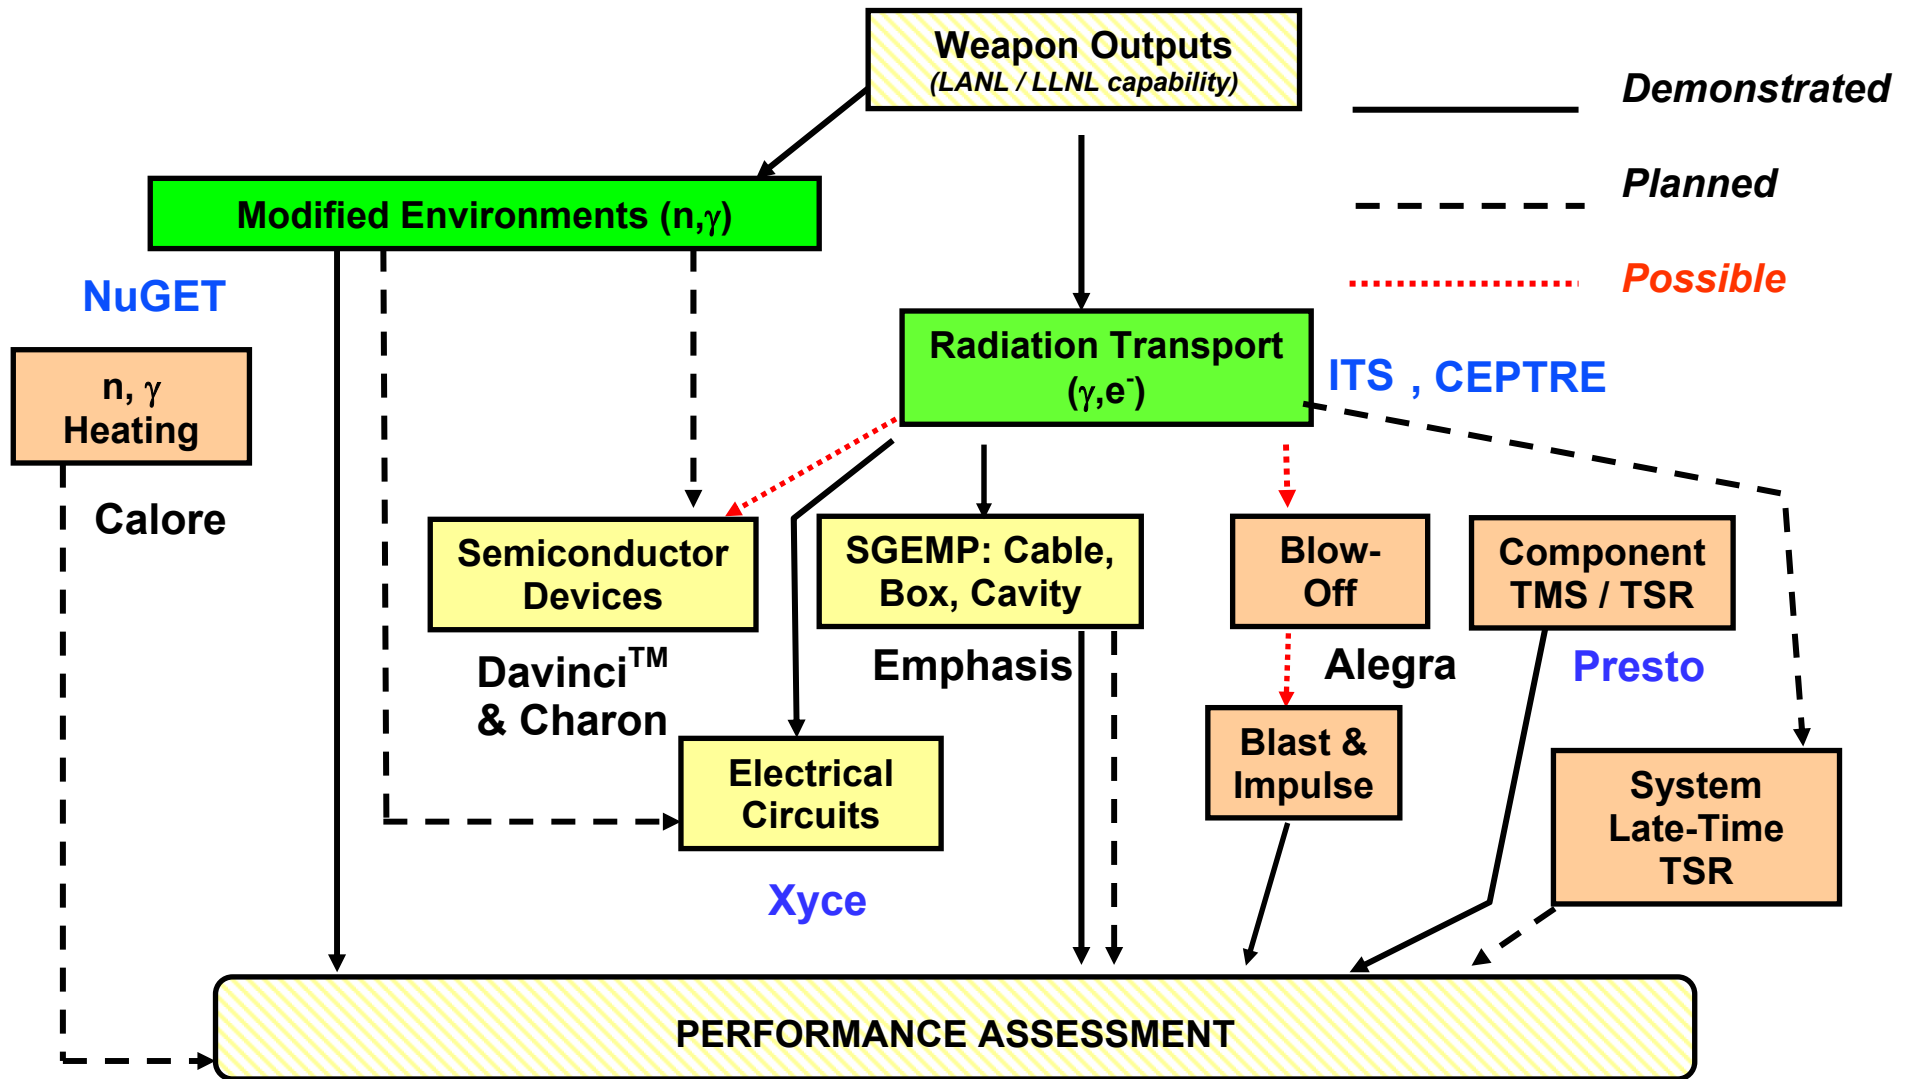 Weapon Outputs
(LANL / LLNL capability)
Demonstrated
Planned
Possible
Modified Environments (n,γ)
NuGET
n, γ
Heating
Calore
Radiation Transport
(γ,e-)
ITS , CEPTRE
Semiconductor
Devices
Davinci™
& Charon
SGEMP: Cable,
Box, Cavity
Emphasis
Blow-
Off
Alegra
Component
TMS / TSR
Presto
Electrical
Circuits
Xyce
Blast &
Impulse
System
Late-Time
TSR
PERFORMANCE ASSESSMENT